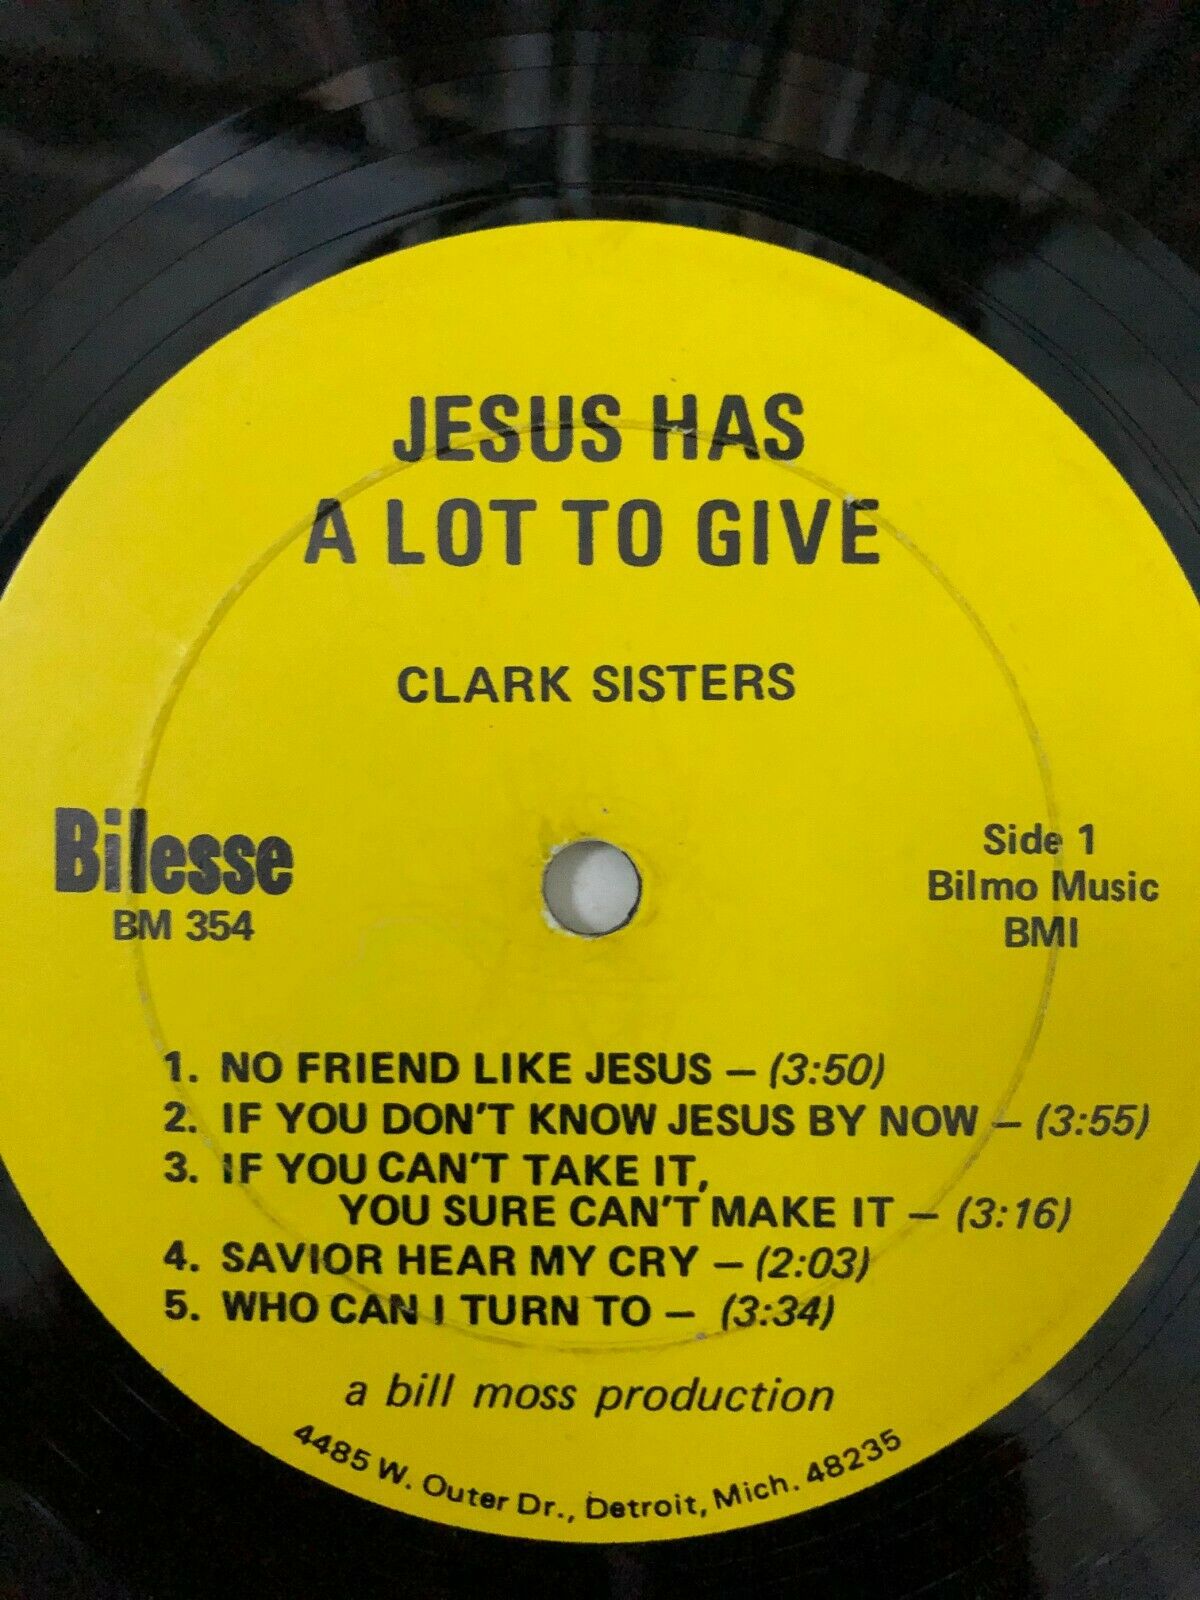 JESUS HAS
A LOT TO GIVE
CLARK SISTERS
Bilesse
BM 354
Side 1
Bilmo Music
BMI
1. NO FRIEND LIKE JESUS — (3:50)
2. IF YOU DON'T KNOW JESUS BY NOW — (3:55)
3. IF YOU CAN'T TAKE IT,
YOU SURE CAN'T MAKE IT — (3:16)
4. SAVIOR HEAR MY CRY — (2:03)
5. WHO CAN I TURN TO — (3:34)
a bill moss production
4485 W. Outer Dr., Detroit, Mich. 48235